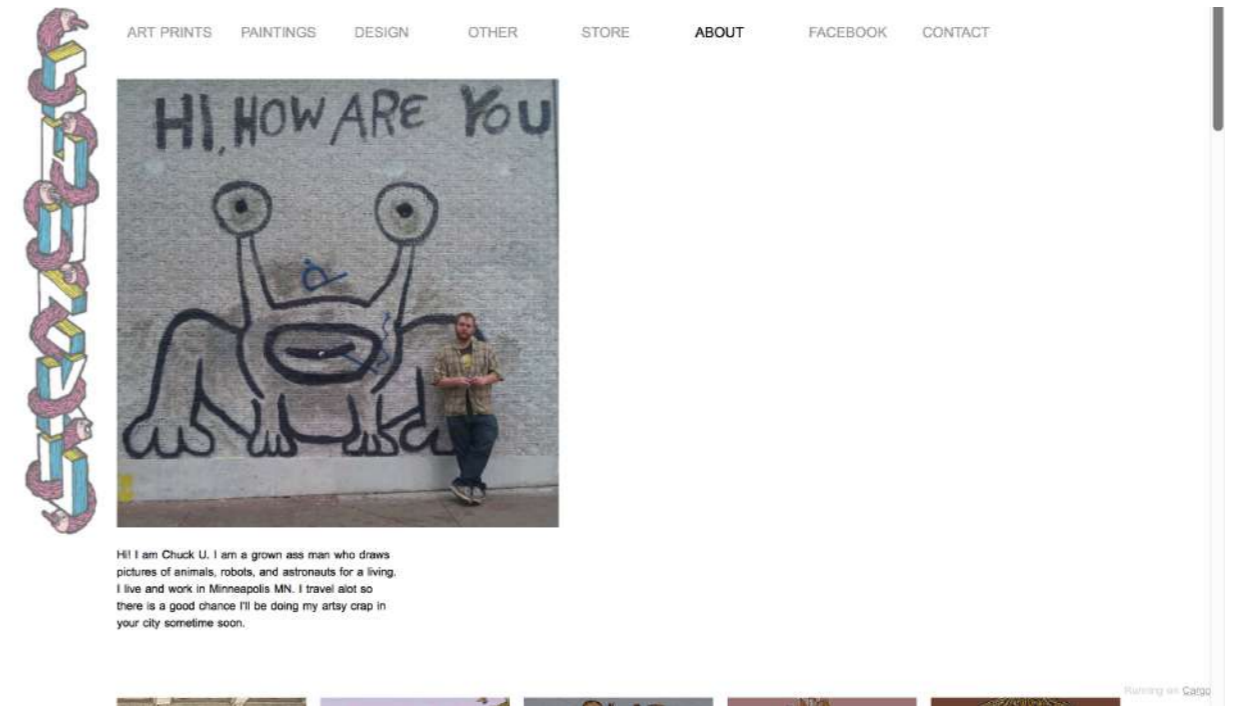 ART PRINTS PAINTINGS DESIGN OTHER STORE ABOUT FACEBOOK CONTACT
HI, HOW ARE YOU
Hi! I am Chuck U. I am a grown ass man who draws
pictures of animals, robots, and astronauts for a living.
I live and work in Minneapolis MN. I travel alot so
there is a good chance I'll be doing my artsy crap in
your city sometime soon.
Running on Cargo